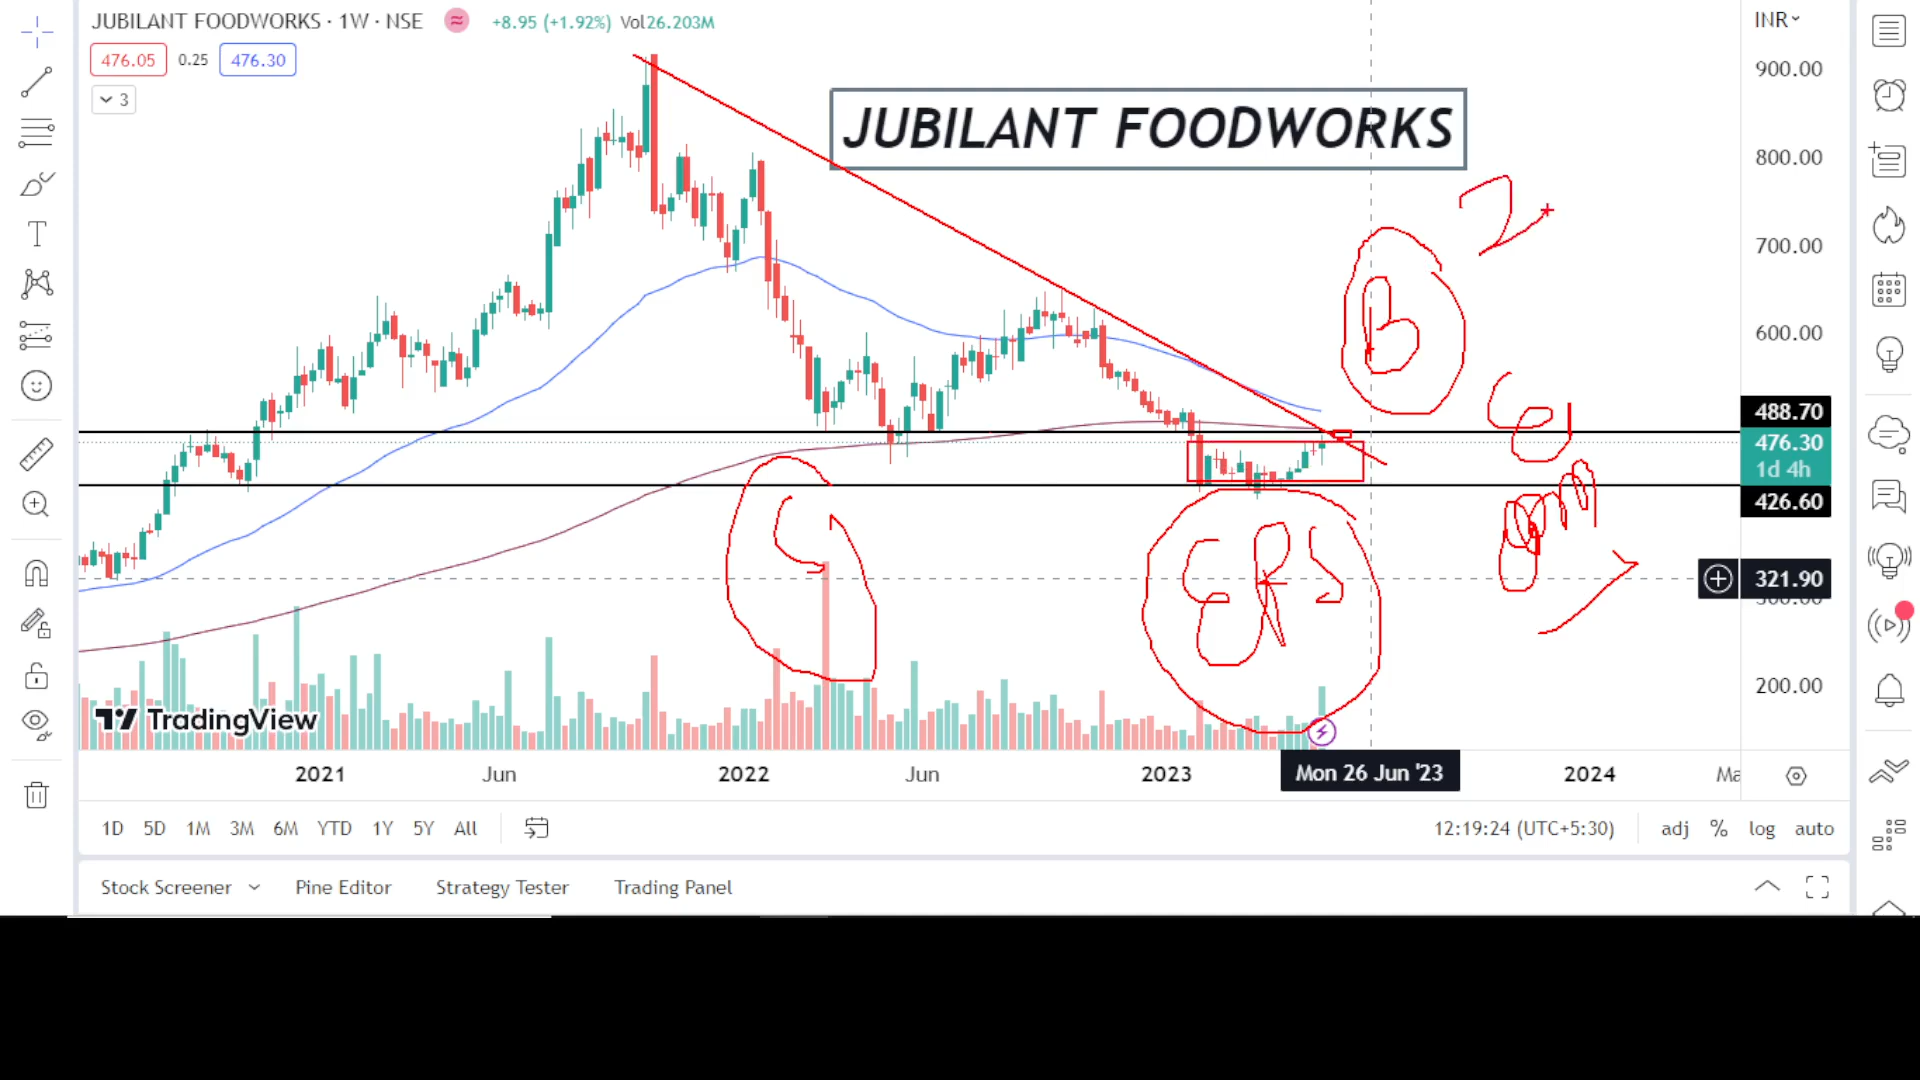 JUBILANT FOODWORKS · 1W · NSE +8.95 (+1.92%) Vol26.203M
INR
476.05 0.25 476.30
3
JUBILANT FOODWORKS
900.00
800.00
700.00
600.00
488.70
476.30
1d 4h
426.60
321.90
200.00
2
B
ERS
TradingView
2021 Jun 2022 Jun 2023 Mon 26 Jun '23 2024
1D 5D 1M 3M 6M YTD 1Y 5Y All
12:19:24 (UTC+5:30) adj % log auto
Stock Screener Pine Editor Strategy Tester Trading Panel